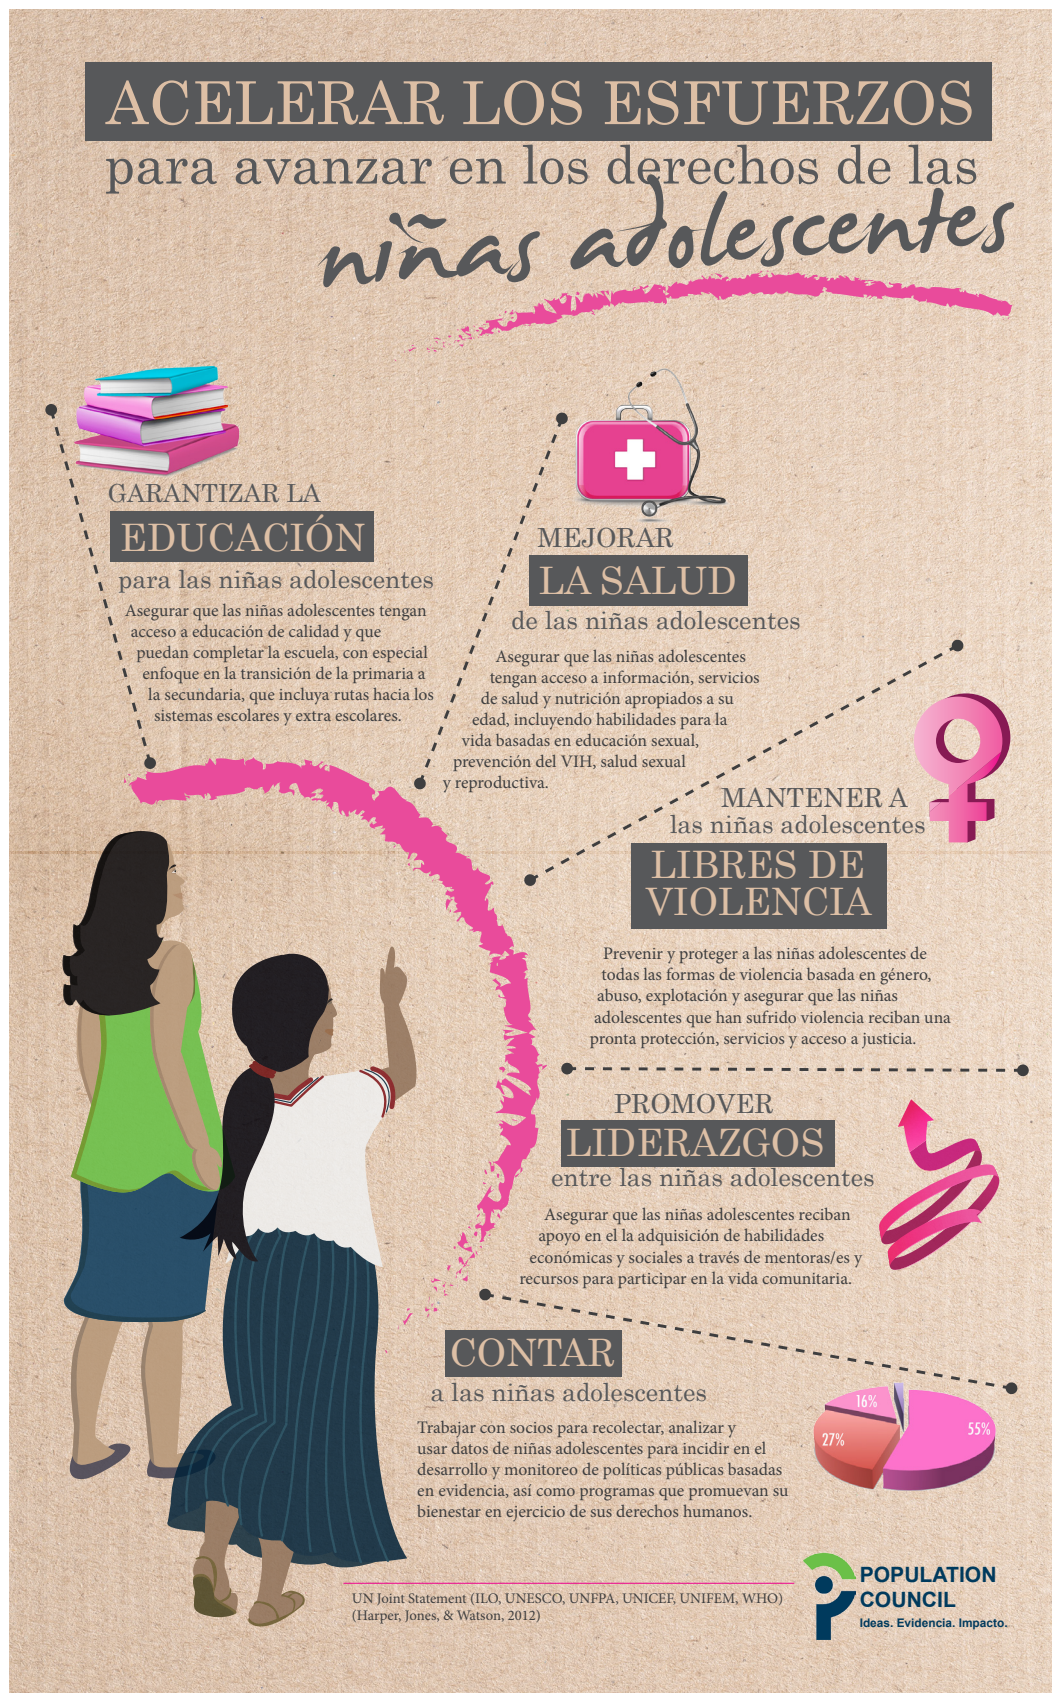 ACELERAR LOS ESFUERZOS
para avanzar en los derechos de las
niñas adolescentes
GARANTIZAR LA
EDUCACIÓN
para las niñas adolescentes
Asegurar que las niñas adolescentes tengan
acceso a educación de calidad y que
puedan completar la escuela, con especial
enfoque en la transición de la primaria a
la secundaria, que incluya rutas hacia los
sistemas escolares y extra escolares.
MEJORAR
LA SALUD
de las niñas adolescentes
Asegurar que las niñas adolescentes
tengan acceso a información, servicios
de salud y nutrición apropiados a su
edad, incluyendo habilidades para la
vida basadas en educación sexual,
prevención del VIH, salud sexual
y reproductiva.
MANTENER A
las niñas adolescentes
LIBRES DE
VIOLENCIA
Prevenir y proteger a las niñas adolescentes de
todas las formas de violencia basada en género,
abuso, explotación y asegurar que las niñas
adolescentes que han sufrido violencia reciban una
pronta protección, servicios y acceso a justicia.
PROMOVER
LIDERAZGOS
entre las niñas adolescentes
Asegurar que las niñas adolescentes reciban
apoyo en el la adquisición de habilidades
económicas y sociales a través de mentoras/es y
recursos para participar en la vida comunitaria.
CONTAR
a las niñas adolescentes
Trabajar con socios para recolectar, analizar y
usar datos de niñas adolescentes para incidir en el
desarrollo y monitoreo de políticas públicas basadas
en evidencia, así como programas que promuevan su
bienestar en ejercicio de sus derechos humanos.
16%
55%
27%
UN Joint Statement (ILO, UNESCO, UNFPA, UNICEF, UNIFEM, WHO)
(Harper, Jones, & Watson, 2012)
POPULATION
COUNCIL
Ideas. Evidencia. Impacto.